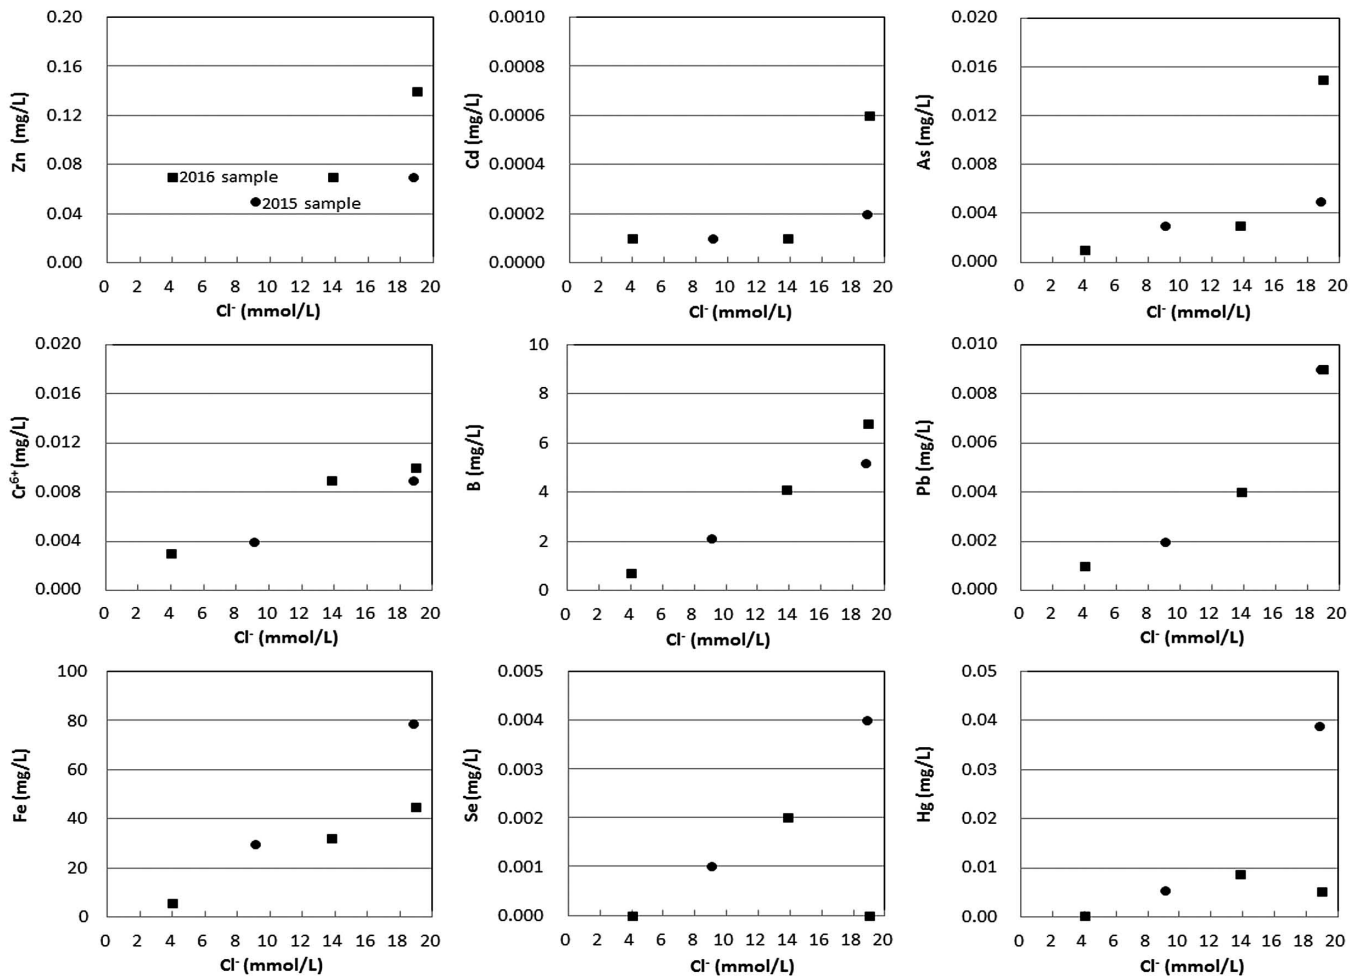 Zn (mg/L)
0.20
0.16
0.12
0.08
0.04
0.00
2016 sample
2015 sample
0 2 4 6 8 10 12 14 16 18 20
Cl⁻ (mmol/L)
Cd (mg/L)
0.0010
0.0008
0.0006
0.0004
0.0002
0.0000
0 2 4 6 8 10 12 14 16 18 20
Cl⁻ (mmol/L)
As (mg/L)
0.020
0.016
0.012
0.008
0.004
0.000
0 2 4 6 8 10 12 14 16 18 20
Cl⁻ (mmol/L)
Cr⁶⁺(mg/L)
0.020
0.016
0.012
0.008
0.004
0.000
0 2 4 6 8 10 12 14 16 18 20
Cl⁻ (mmol/L)
B (mg/L)
10
8
6
4
2
0
0 2 4 6 8 10 12 14 16 18 20
Cl⁻ (mmol/L)
Pb (mg/L)
0.010
0.008
0.006
0.004
0.002
0.000
0 2 4 6 8 10 12 14 16 18 20
Cl⁻ (mmol/L)
Fe (mg/L)
100
80
60
40
20
0
0 2 4 6 8 10 12 14 16 18 20
Cl⁻ (mmol/L)
Se (mg/L)
0.005
0.004
0.003
0.002
0.001
0.000
0 2 4 6 8 10 12 14 16 18 20
Cl⁻ (mmol/L)
Hg (mg/L)
0.05
0.04
0.03
0.02
0.01
0.00
0 2 4 6 8 10 12 14 16 18 20
Cl⁻ (mmol/L)